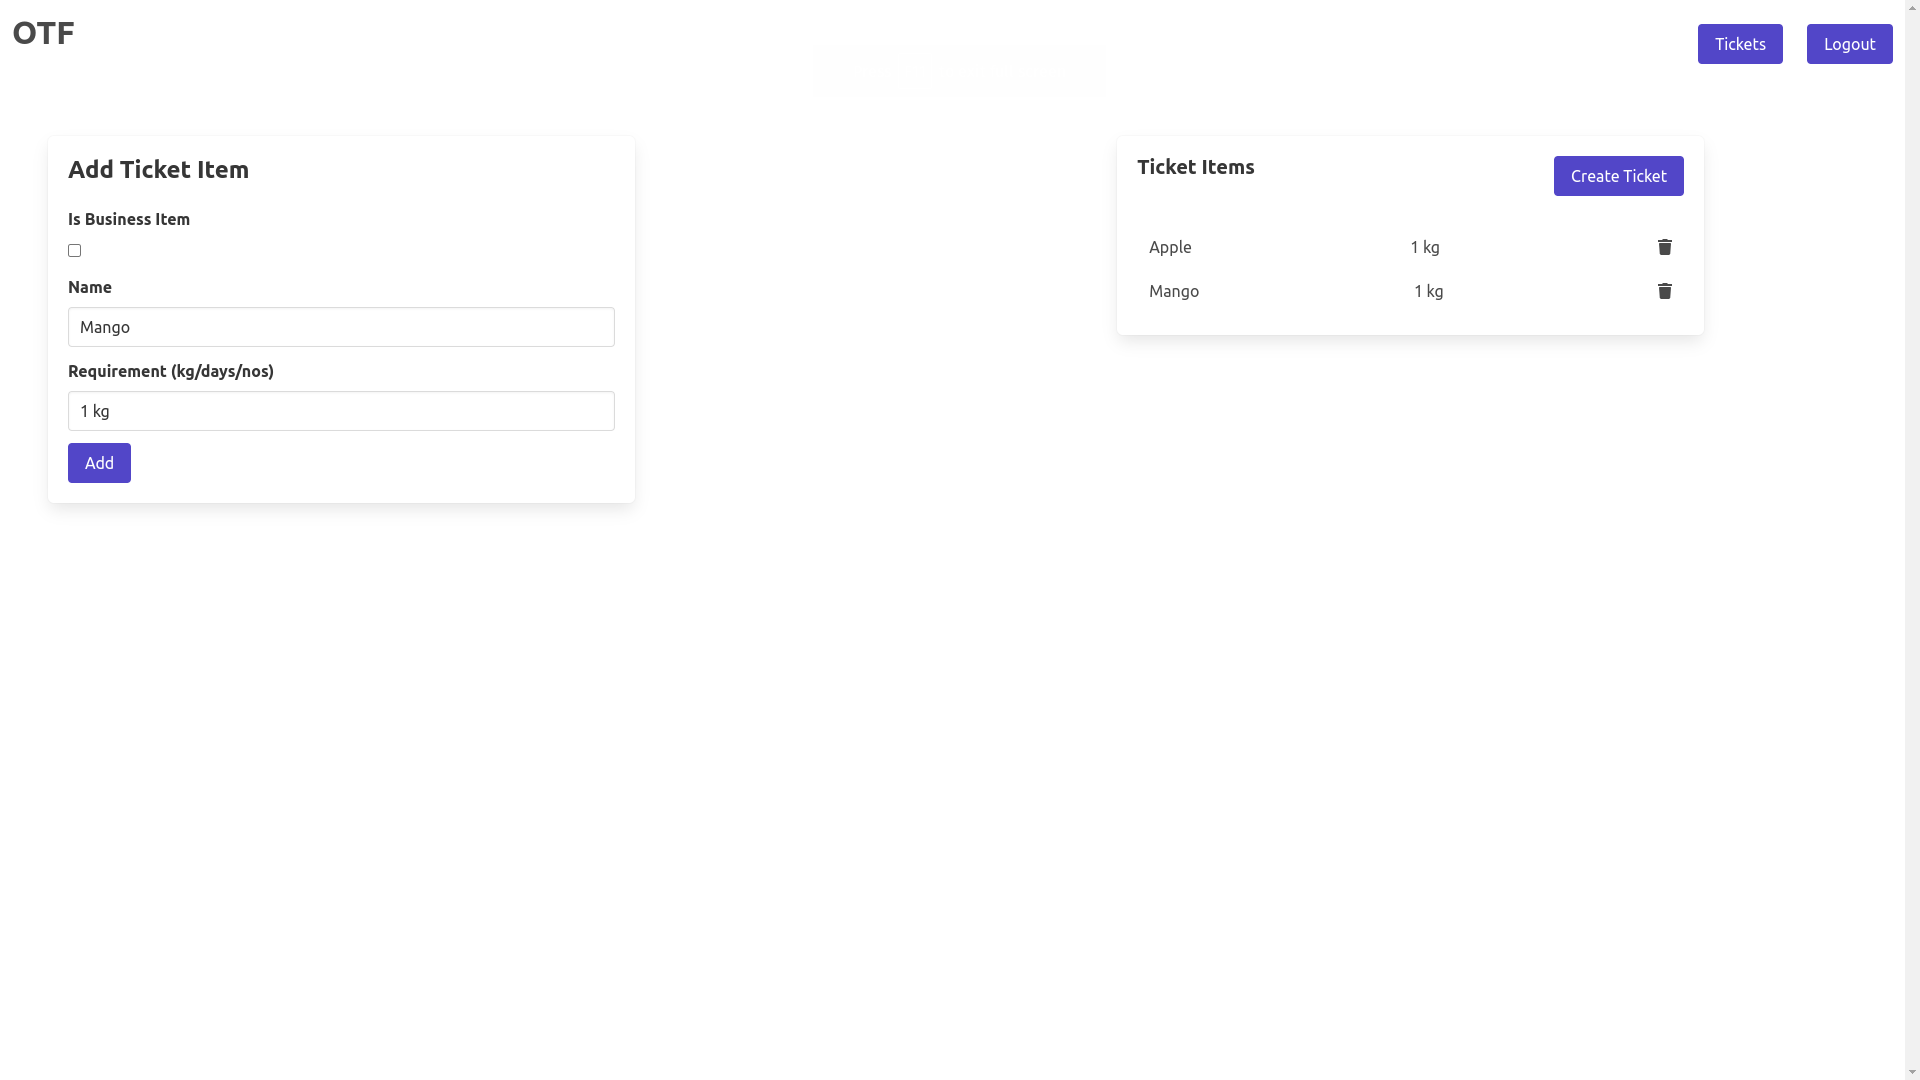 OTF
Tickets
Logout
Add Ticket Item
Is Business Item
Name
Mango
Requirement (kg/days/nos)
1 kg
Add
Ticket Items
Create Ticket
Apple 1 kg
Mango 1 kg